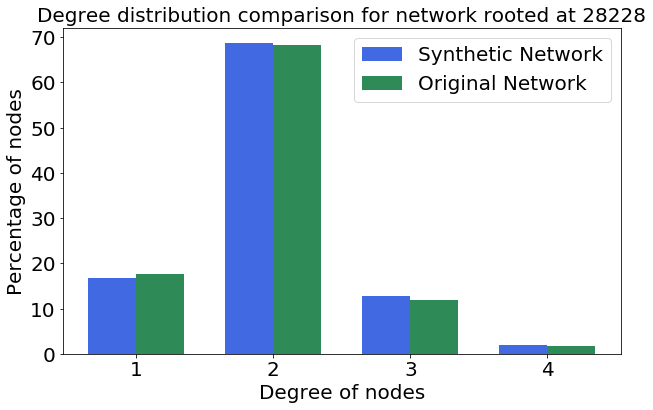 Degree distribution comparison for network rooted at 28228
Synthetic Network
Original Network
Percentage of nodes
70
60
50
40
30
20
10
0
1 2 3 4
Degree of nodes